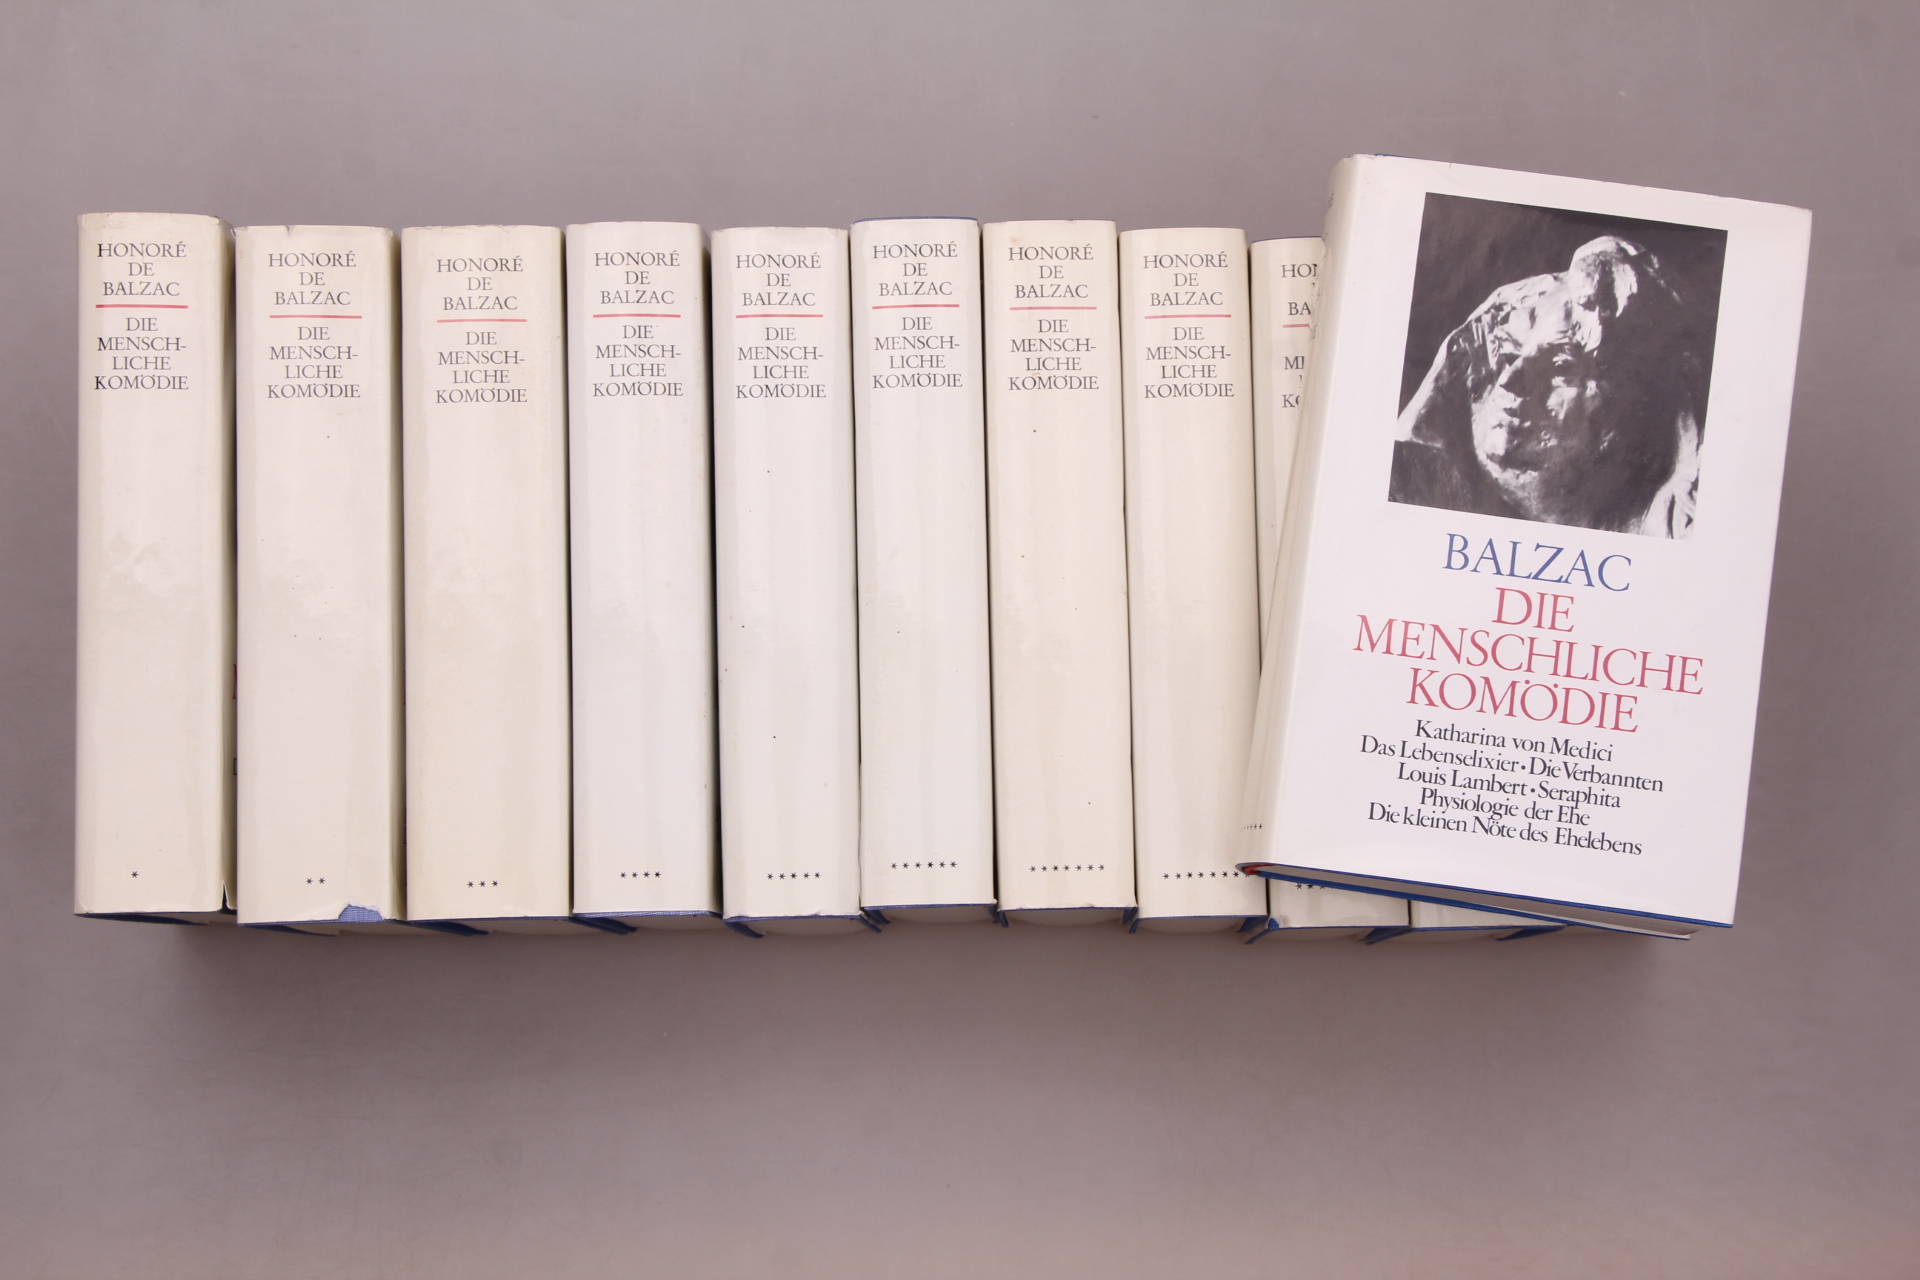 HONORÉ
DE
BALZAC
DIE
MENSCH-
LICHE
KOMÖDIE
*
HONORÉ
DE
BALZAC
DIE
MENSCH-
LICHE
KOMÖDIE
**
HONORÉ
DE
BALZAC
DIE
MENSCH-
LICHE
KOMÖDIE
***
HONORÉ
DE
BALZAC
DIE
MENSCH-
LICHE
KOMÖDIE
****
HONORÉ
DE
BALZAC
DIE
MENSCH-
LICHE
KOMÖDIE
*****
HONORÉ
DE
BALZAC
DIE
MENSCH-
LICHE
KOMÖDIE
******
HONORÉ
DE
BALZAC
DIE
MENSCH-
LICHE
KOMÖDIE
*******
HONORÉ
DE
BALZAC
DIE
MENSCH-
LICHE
KOMÖDIE
********
BALZAC
DIE
MENSCHLICHE
KOMÖDIE
Katharina von Medici
Das Lebenselixier • Die Verbannten
Louis Lambert • Seraphita
Physiologie der Ehe
Die kleinen Nöte des Ehelebens